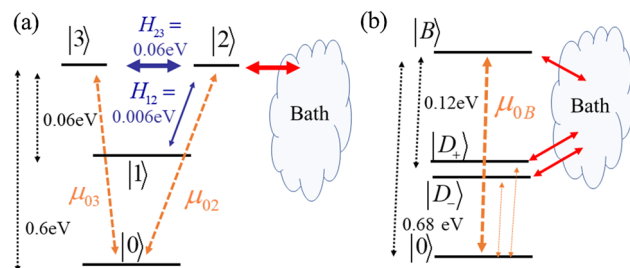 (a)
|3⟩
H₂₃ =
0.06eV
|2⟩
H₁₂ =
0.006eV
Bath
0.06eV
|1⟩
μ₀₃
μ₀₂
0.6eV
|0⟩
(b)
|B⟩
0.12eV
μ₀B
Bath
|D₊⟩
|D₋⟩
0.68 eV
|0⟩